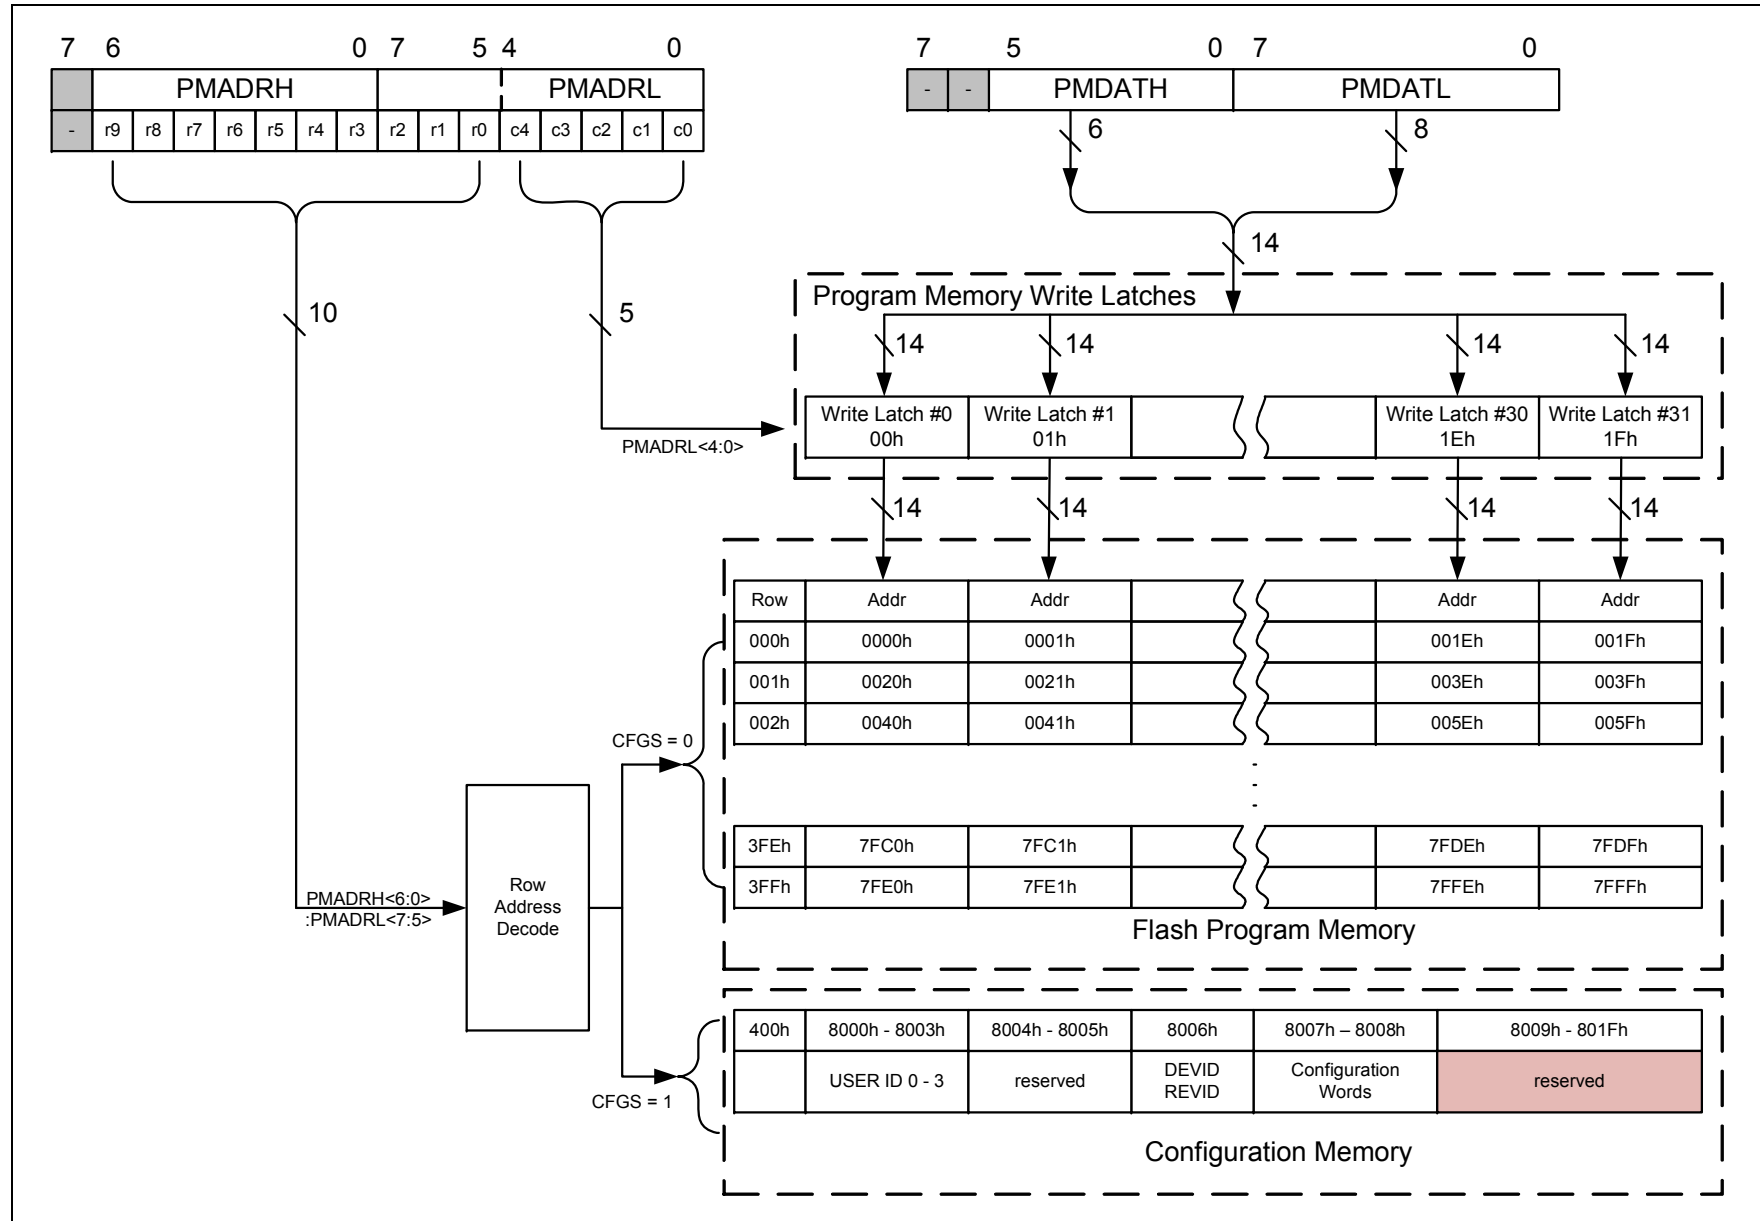 7 6 0 7 5 4 0
7 5 0 7 0
PMADRH PMADRL
- - PMDATH PMDATL
- r9 r8 r7 r6 r5 r4 r3 r2 r1 r0 c4 c3 c2 c1 c0
6 8
14
Program Memory Write Latches
10 5
14 14 14 14
Write Latch #0 Write Latch #1 Write Latch #30 Write Latch #31
00h 01h 1Eh 1Fh
PMADRL<4:0>
14 14 14 14
Row Addr Addr Addr Addr
000h 0000h 0001h 001Eh 001Fh
001h 0020h 0021h 003Eh 003Fh
002h 0040h 0041h 005Eh 005Fh
CFGS = 0
3FEh 7FC0h 7FC1h 7FDEh 7FDFh
3FFh 7FE0h 7FE1h 7FFEh 7FFFh
PMADRH<6:0>
:PMADRL<7:5>
Row
Address
Decode
Flash Program Memory
400h 8000h - 8003h 8004h - 8005h 8006h 8007h – 8008h 8009h - 801Fh
USER ID 0 - 3 reserved DEVID REVID Configuration Words reserved
CFGS = 1
Configuration Memory